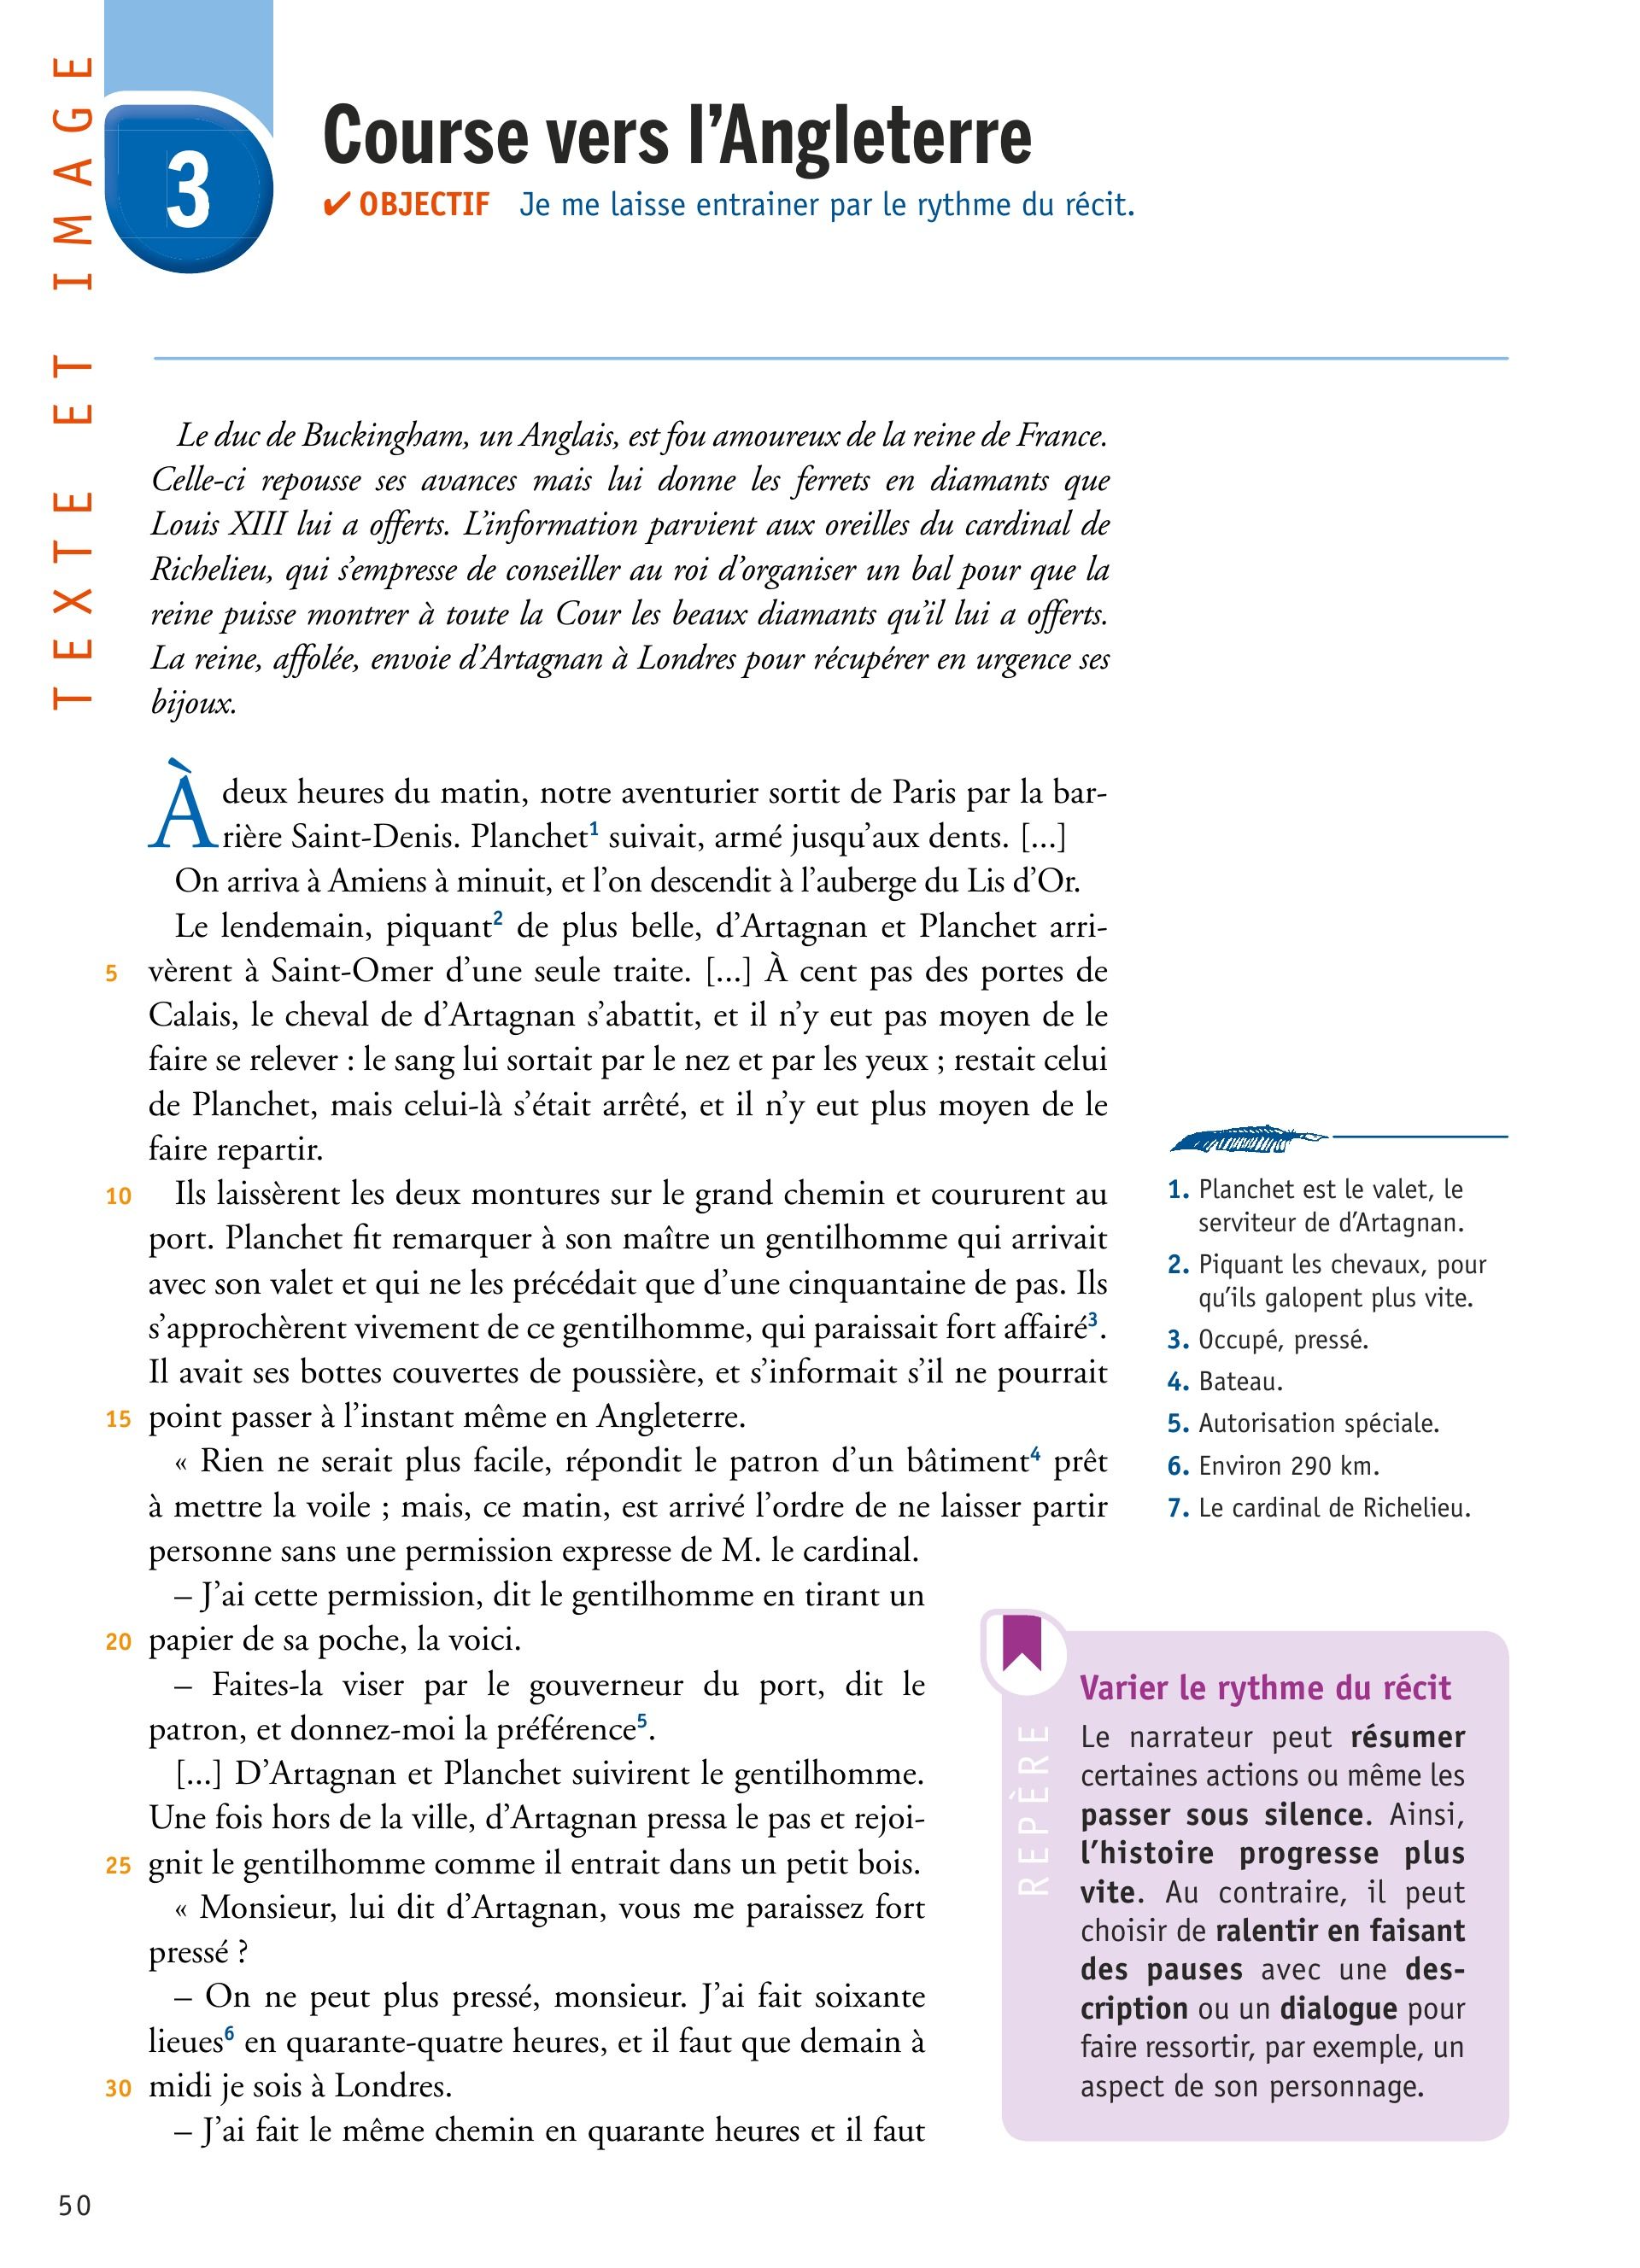 TEXTE ET IMAGE
3
Course vers l’Angleterre
✔ OBJECTIF Je me laisse entrainer par le rythme du récit.
Le duc de Buckingham, un Anglais, est fou amoureux de la reine de France.
Celle-ci repousse ses avances mais lui donne les ferrets en diamants que
Louis XIII lui a offerts. L’information parvient aux oreilles du cardinal de
Richelieu, qui s’empresse de conseiller au roi d’organiser un bal pour que la
reine puisse montrer à toute la Cour les beaux diamants qu’il lui a offerts.
La reine, affolée, envoie d’Artagnan à Londres pour récupérer en urgence ses
bijoux.
À deux heures du matin, notre aventurier sortit de Paris par la bar-
rière Saint-Denis. Planchet1 suivait, armé jusqu’aux dents. [...]
On arriva à Amiens à minuit, et l’on descendit à l’auberge du Lis d’Or.
Le lendemain, piquant2 de plus belle, d’Artagnan et Planchet arri-
5 vèrent à Saint-Omer d’une seule traite. [...] À cent pas des portes de
Calais, le cheval de d’Artagnan s’abattit, et il n’y eut pas moyen de le
faire se relever : le sang lui sortait par le nez et par les yeux ; restait celui
de Planchet, mais celui-là s’était arrêté, et il n’y eut plus moyen de le
faire repartir.
10 Ils laissèrent les deux montures sur le grand chemin et coururent au
port. Planchet fit remarquer à son maître un gentilhomme qui arrivait
avec son valet et qui ne les précédait que d’une cinquantaine de pas. Ils
s’approchèrent vivement de ce gentilhomme, qui paraissait fort affairé3.
Il avait ses bottes couvertes de poussière, et s’informait s’il ne pourrait
15 point passer à l’instant même en Angleterre.
« Rien ne serait plus facile, répondit le patron d’un bâtiment4 prêt
à mettre la voile ; mais, ce matin, est arrivé l’ordre de ne laisser partir
personne sans une permission expresse de M. le cardinal.
– J’ai cette permission, dit le gentilhomme en tirant un
20 papier de sa poche, la voici.
– Faites-la viser par le gouverneur du port, dit le
patron, et donnez-moi la préférence5.
[...] D’Artagnan et Planchet suivirent le gentilhomme.
Une fois hors de la ville, d’Artagnan pressa le pas et rejoi-
25 gnit le gentilhomme comme il entrait dans un petit bois.
« Monsieur, lui dit d’Artagnan, vous me paraissez fort
pressé ?
– On ne peut plus pressé, monsieur. J’ai fait soixante
lieues6 en quarante-quatre heures, et il faut que demain à
30 midi je sois à Londres.
– J’ai fait le même chemin en quarante heures et il faut
1. Planchet est le valet, le
serviteur de d’Artagnan.
2. Piquant les chevaux, pour
qu’ils galopent plus vite.
3. Occupé, pressé.
4. Bateau.
5. Autorisation spéciale.
6. Environ 290 km.
7. Le cardinal de Richelieu.
REPÈRE
Varier le rythme du récit
Le narrateur peut résumer
certaines actions ou même les
passer sous silence. Ainsi,
l’histoire progresse plus
vite. Au contraire, il peut
choisir de ralentir en faisant
des pauses avec une des-
cription ou un dialogue pour
faire ressortir, par exemple, un
aspect de son personnage.
50